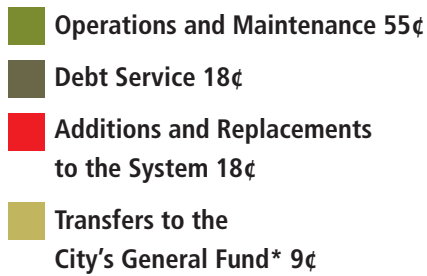 Operations and Maintenance 55¢
Debt Service 18¢
Additions and Replacements
to the System 18¢
Transfers to the
City's General Fund* 9¢